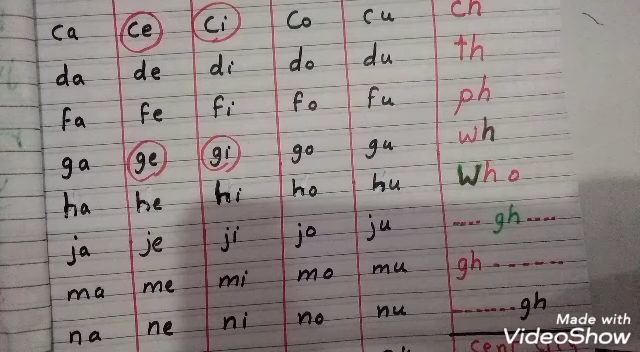 ca ce ci co cu ch
da de di do du th
fa fe fi fo fu ph
ga ge gi go gu wh
ha he hi ho hu Who
ja je ji jo ju ---- gh ----
ma me mi mo mu gh ------
na ne ni no nu -------gh
Made with
VideoShow